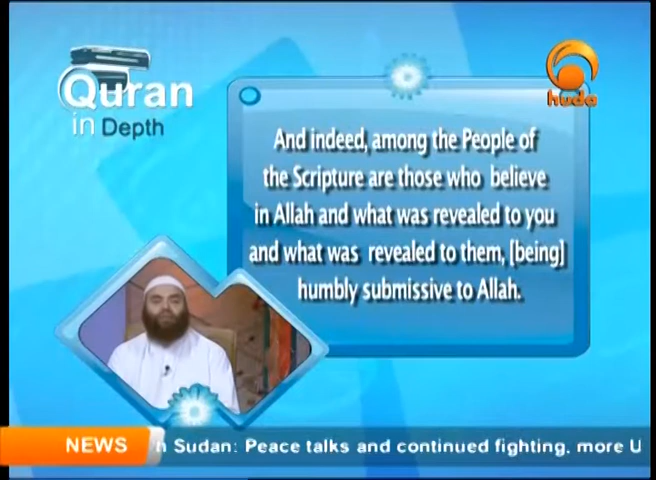 Quran
in Depth
huda
And indeed, among the People of
the Scripture are those who believe
in Allah and what was revealed to you
and what was revealed to them, [being]
humbly submissive to Allah.
NEWS
Sudan: Peace talks and continued fighting. more